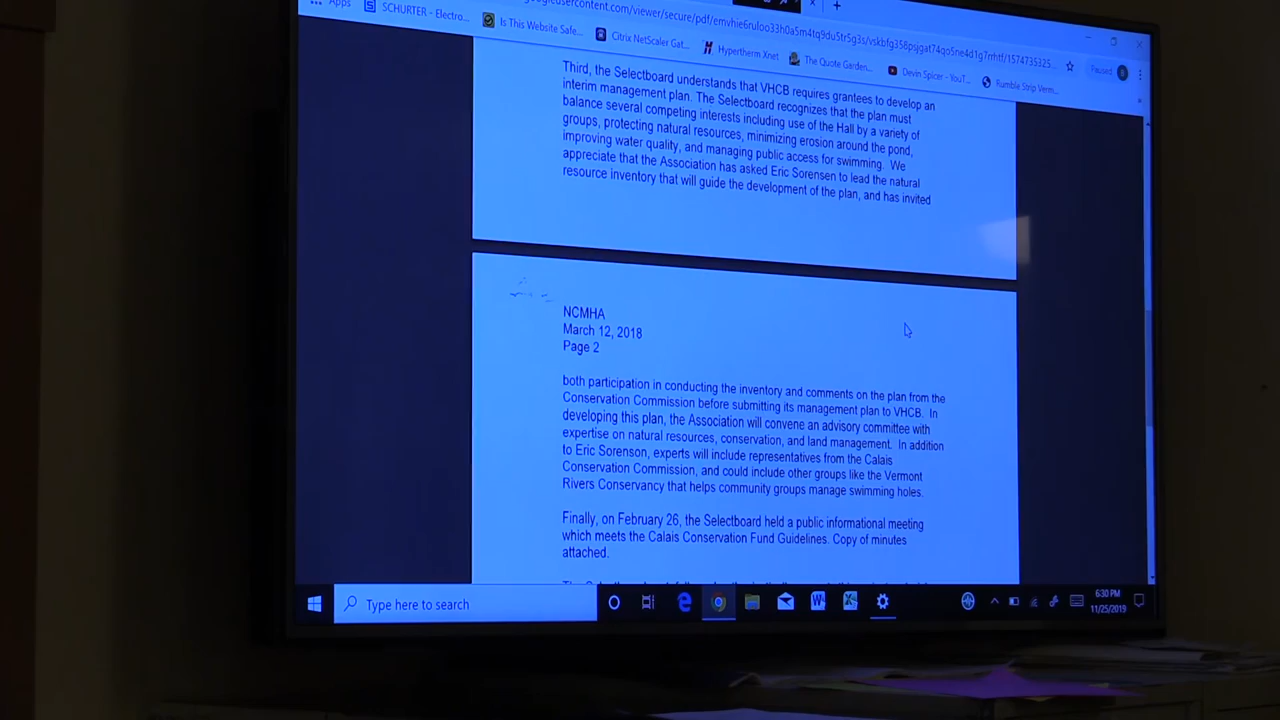 Apps
SCHURTER - Electro...
Is This Website Safe...
Citrix NetScaler Gat...
Hypertherm Xnet
The Quote Garden...
Devin Spicer - YouT...
Rumble Strip Verm...
Paused
Third, the Selectboard understands that VHCB requires grantees to develop an
interim management plan. The Selectboard recognizes that the plan must
balance several competing interests including use of the Hall by a variety of
groups, protecting natural resources, minimizing erosion around the pond,
improving water quality, and managing public access for swimming. We
appreciate that the Association has asked Eric Sorensen to lead the natural
resource inventory that will guide the development of the plan, and has invited
NCMHA
March 12, 2018
Page 2
both participation in conducting the inventory and comments on the plan from the
Conservation Commission before submitting its management plan to VHCB. In
developing this plan, the Association will convene an advisory committee with
expertise on natural resources, conservation, and land management. In addition
to Eric Sorenson, experts will include representatives from the Calais
Conservation Commission, and could include other groups like the Vermont
Rivers Conservancy that helps community groups manage swimming holes.
Finally, on February 26, the Selectboard held a public informational meeting
which meets the Calais Conservation Fund Guidelines. Copy of minutes
attached.
Type here to search
6:30 PM
11/25/2019